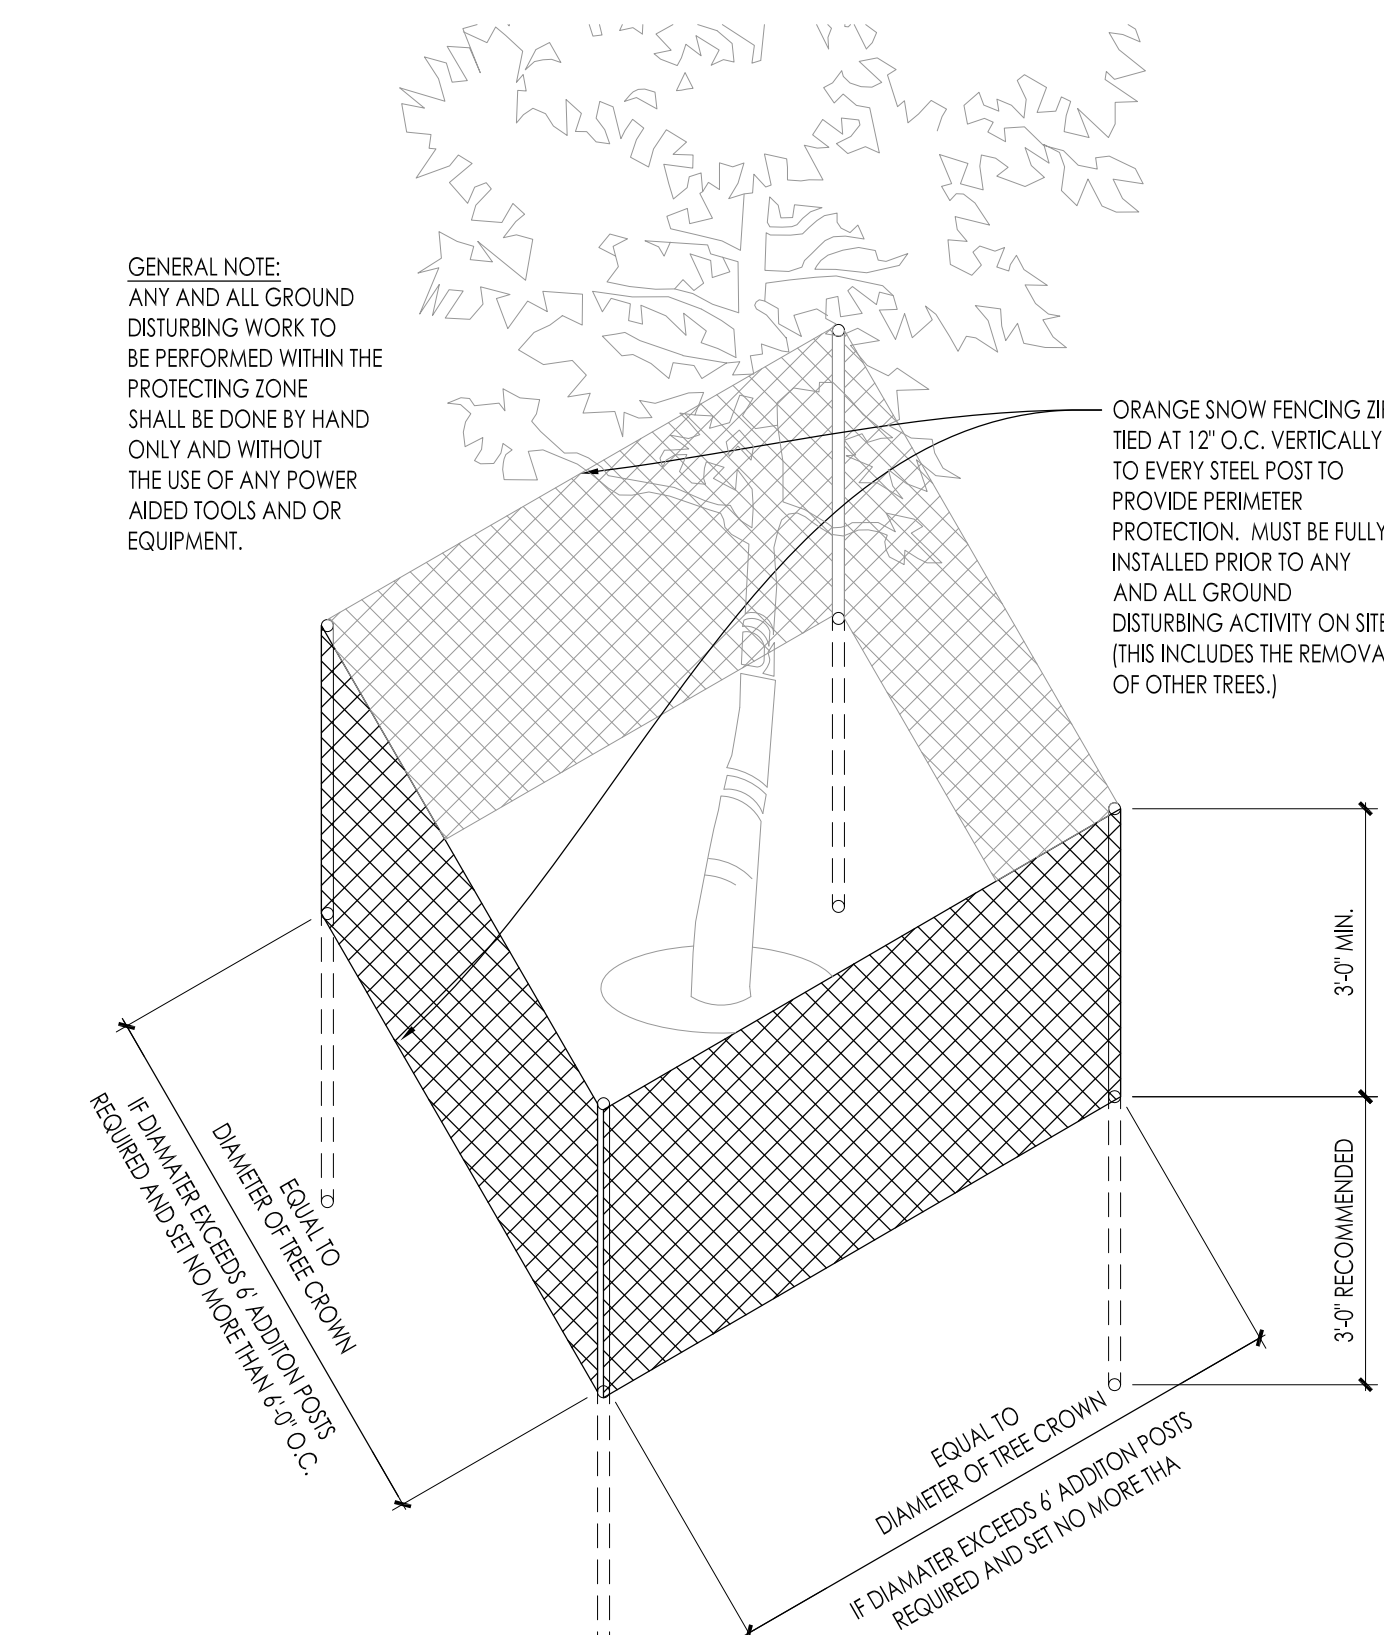 GENERAL NOTE:
ANY AND ALL GROUND
DISTURBING WORK TO
BE PERFORMED WITHIN THE
PROTECTING ZONE
SHALL BE DONE BY HAND
ONLY AND WITHOUT
THE USE OF ANY POWER
AIDED TOOLS AND OR
EQUIPMENT.
ORANGE SNOW FENCING ZIP
TIED AT 12" O.C. VERTICALLY
TO EVERY STEEL POST TO
PROVIDE PERIMETER
PROTECTION. MUST BE FULLY
INSTALLED PRIOR TO ANY
AND ALL GROUND
DISTURBING ACTIVITY ON SITE
(THIS INCLUDES THE REMOVA
OF OTHER TREES.)
3'-0" MIN.
3'-0" RECOMMENDED
EQUAL TO
DIAMETER OF TREE CROWN
IF DIAMATER EXCEEDS 6' ADDITON POSTS
REQUIRED AND SET NO MORE THAN 6'-0" O.C.
EQUAL TO
DIAMETER OF TREE CROWN
IF DIAMATER EXCEEDS 6' ADDITON POSTS
REQUIRED AND SET NO MORE THA